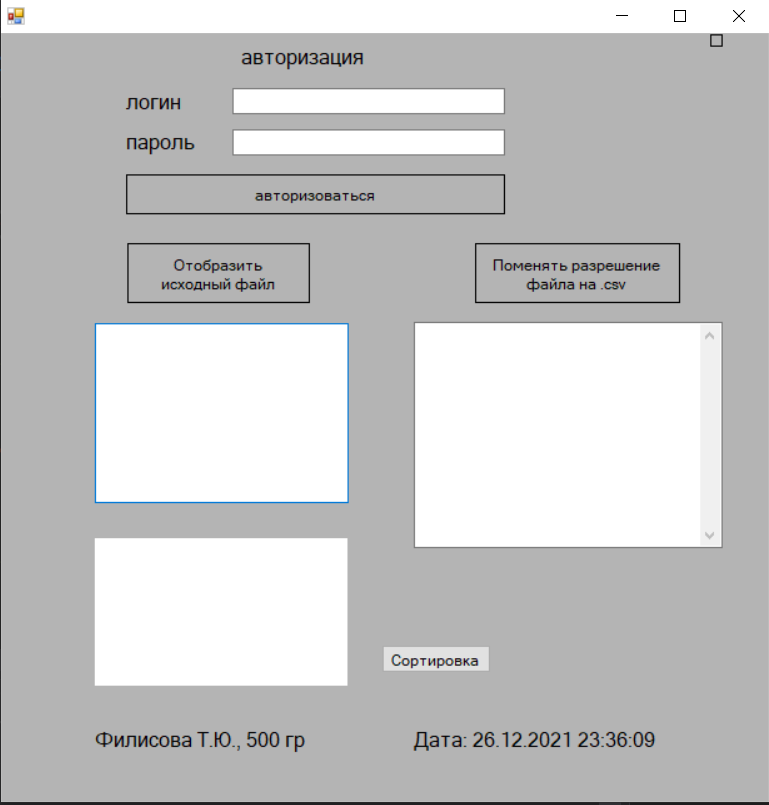 авторизация
логин
пароль
авторизоваться
Отобразить
исходный файл
Поменять разрешение
файла на .csv
Сортировка
Филисова Т.Ю., 500 гр
Дата: 26.12.2021 23:36:09